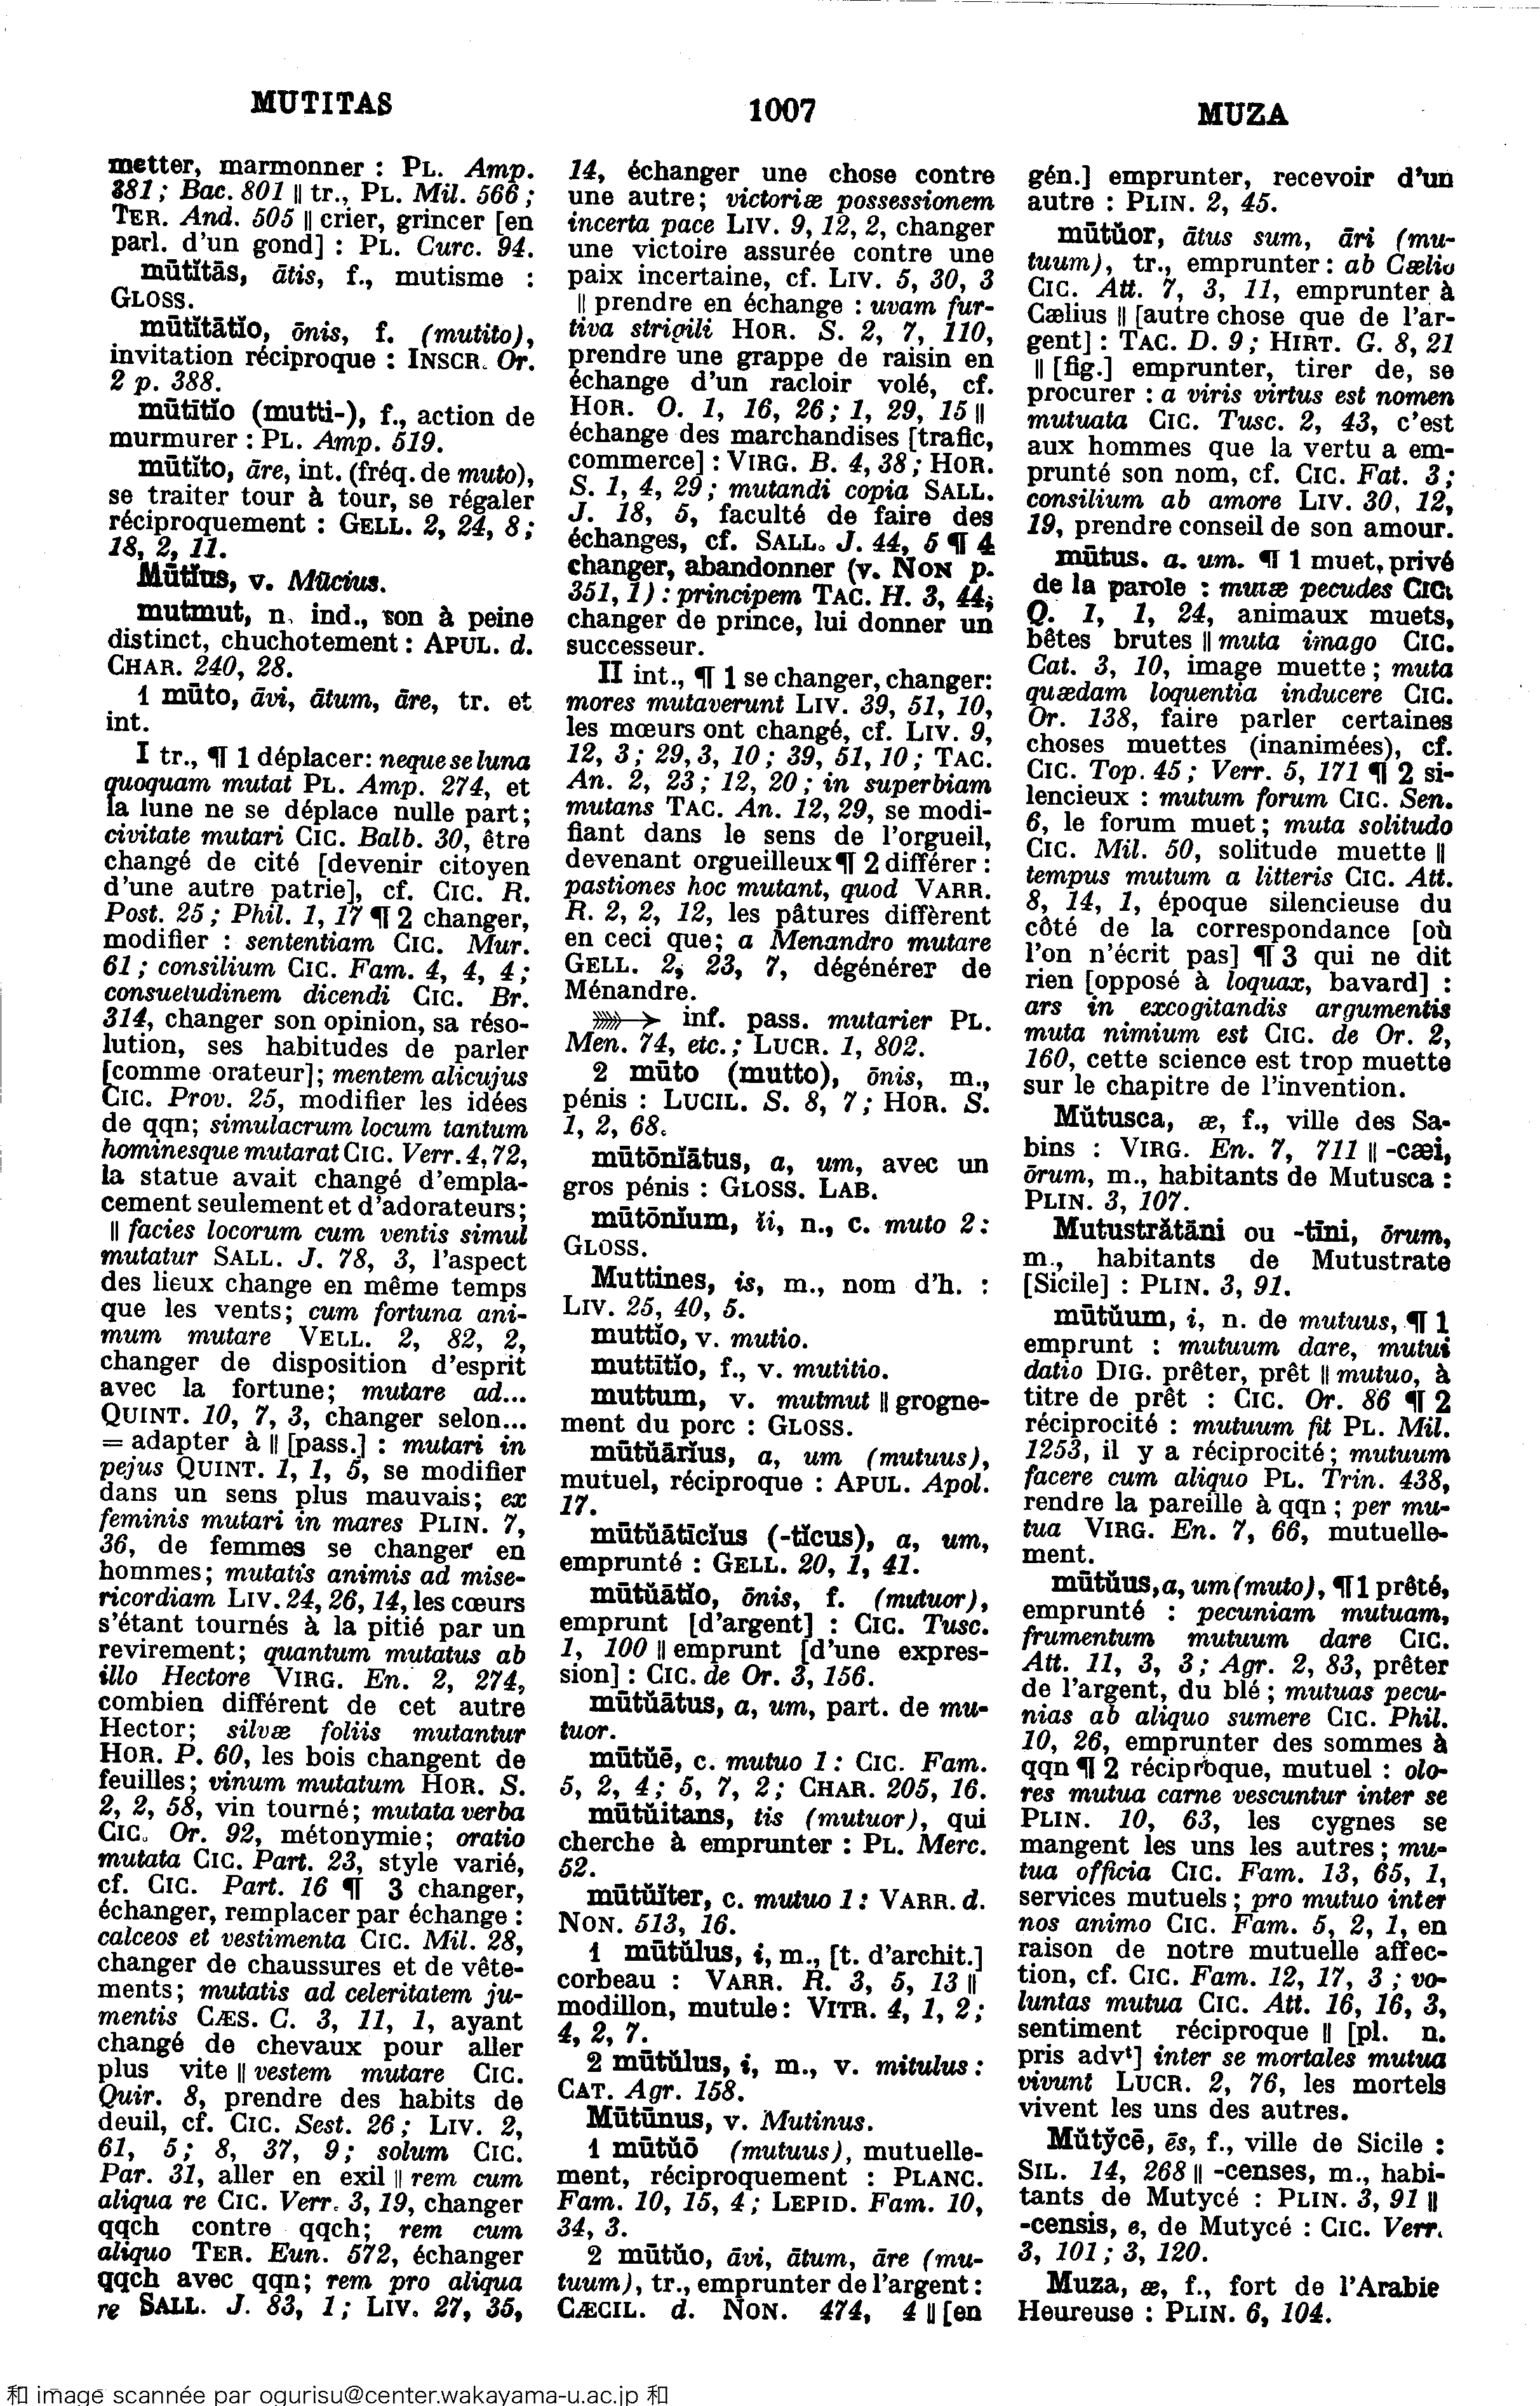 MUTITAS
1007
MUZA
metter, marmonner : PL. Amp.
381; Bac. 801 || tr., PL. Mil. 566;
TER. And. 505 || crier, grincer [en
parl. d'un gond] : PL. Curc. 94.
mūtĭtās, ātis, f., mutisme :
GLOSS.
mūtĭtātĭo, ōnis, f. (mutito),
invitation réciproque : INSCR. Or.
2 p. 388.
mūtītĭo (mutti-), f., action de
murmurer : PL. Amp. 519.
mūtĭto, āre, int. (fréq. de muto),
se traiter tour à tour, se régaler
réciproquement : GELL. 2, 24, 8;
18, 2, 11.
Mūtĭus, v. Mūcius.
mutmut, n. ind., son à peine
distinct, chuchotement : APUL. d.
CHAR. 240, 28.
1 mūto, āvi, ātum, āre, tr. et
int.
I tr., ¶ 1 déplacer: neque se luna
quoquam mutat PL. Amp. 274, et
la lune ne se déplace nulle part;
civitate mutari CIC. Balb. 30, être
changé de cité [devenir citoyen
d'une autre patrie], cf. CIC. R.
Post. 25; Phil. 1, 17 ¶ 2 changer,
modifier : sententiam CIC. Mur.
61; consilium CIC. Fam. 4, 4, 4;
consuetudinem dicendi CIC. Br.
314, changer son opinion, sa réso-
lution, ses habitudes de parler
[comme orateur]; mentem alicujus
CIC. Prov. 25, modifier les idées
de qqn; simulacrum locum tantum
hominesque mutarat CIC. Verr. 4, 72,
la statue avait changé d'empla-
cement seulement et d'adorateurs;
|| facies locorum cum ventis simul
mutatur SALL. J. 78, 3, l'aspect
des lieux change en même temps
que les vents; cum fortuna ani-
mum mutare VELL. 2, 82, 2,
changer de disposition d'esprit
avec la fortune; mutare ad...
QUINT. 10, 7, 3, changer selon...
= adapter à || [pass.] : mutari in
pejus QUINT. 1, 1, 5, se modifier
dans un sens plus mauvais; ex
feminis mutari in mares PLIN. 7,
36, de femmes se changer en
hommes; mutatis animis ad mise-
ricordiam LIV. 24, 26, 14, les cœurs
s'étant tournés à la pitié par un
revirement; quantum mutatus ab
illo Hectore VIRG. En. 2, 274,
combien différent de cet autre
Hector; silvæ foliis mutantur
HOR. P. 60, les bois changent de
feuilles; vinum mutatum HOR. S.
2, 2, 58, vin tourné; mutata verba
CIC. Or. 92, métonymie; oratio
mutata CIC. Part. 23, style varié,
cf. CIC. Part. 16 ¶ 3 changer,
échanger, remplacer par échange :
calceos et vestimenta CIC. Mil. 28,
changer de chaussures et de vête-
ments; mutatis ad celeritatem ju-
mentis CÆS. C. 3, 11, 1, ayant
changé de chevaux pour aller
plus vite || vestem mutare CIC.
Quir. 8, prendre des habits de
deuil, cf. CIC. Sest. 26; LIV. 2,
61, 5; 8, 37, 9; solum CIC.
Par. 31, aller en exil || rem cum
aliqua re CIC. Verr. 3, 19, changer
qqch contre qqch; rem cum
aliquo TER. Eun. 572, échanger
qqch avec qqn; rem pro aliqua
re SALL. J. 83, 1; LIV. 27, 35,
14, échanger une chose contre
une autre; victoriæ possessionem
incerta pace LIV. 9, 12, 2, changer
une victoire assurée contre une
paix incertaine, cf. LIV. 5, 30, 3
|| prendre en échange : uvam fur-
tiva strigili HOR. S. 2, 7, 110,
prendre une grappe de raisin en
échange d'un racloir volé, cf.
HOR. O. 1, 16, 26; 1, 29, 15 ||
échange des marchandises [trafic,
commerce] : VIRG. B. 4, 38; HOR.
S. 1, 4, 29; mutandi copia SALL.
J. 18, 5, faculté de faire des
échanges, cf. SALL. J. 44, 5 ¶ 4
changer, abandonner (v. NON p.
351, 1) : principem TAC. H. 3, 44;
changer de prince, lui donner un
successeur.
II int., ¶ 1 se changer, changer:
mores mutaverunt LIV. 39, 51, 10,
les mœurs ont changé, cf. LIV. 9,
12, 3; 29, 3, 10; 39, 51, 10; TAC.
An. 2, 23; 12, 20; in superbiam
mutans TAC. An. 12, 29, se modi-
fiant dans le sens de l'orgueil,
devenant orgueilleux ¶ 2 différer :
pastiones hoc mutant, quod VARR.
R. 2, 2, 12, les pâtures diffèrent
en ceci que; a Menandro mutare
GELL. 2, 23, 7, dégénérer de
Ménandre.
⟶ inf. pass. mutarier PL.
Men. 74, etc.; LUCR. 1, 802.
2 mūto (mutto), ōnis, m.,
pénis : LUCIL. S. 8, 7; HOR. S.
1, 2, 68.
mūtōnĭātus, a, um, avec un
gros pénis : GLOSS. LAB.
mūtōnĭum, ĭi, n., c. muto 2:
GLOSS.
Muttines, is, m., nom d'h. :
LIV. 25, 40, 5.
muttĭo, v. mutio.
muttītĭo, f., v. mutitio.
muttum, v. mutmut || grogne-
ment du porc : GLOSS.
mūtŭārĭus, a, um (mutuus),
mutuel, réciproque : APUL. Apol.
17.
mūtŭātīcĭus (-tĭcus), a, um,
emprunté : GELL. 20, 1, 41.
mūtŭātĭo, ōnis, f. (mutuor),
emprunt [d'argent] : CIC. Tusc.
1, 100 || emprunt [d'une expres-
sion] : CIC. de Or. 3, 156.
mūtŭātus, a, um, part. de mu-
tuor.
mūtŭē, c. mutuo 1: CIC. Fam.
5, 2, 4; 5, 7, 2; CHAR. 205, 16.
mūtŭitans, tis (mutuor), qui
cherche à emprunter : PL. Merc.
52.
mūtŭĭter, c. mutuo 1: VARR. d.
NON. 513, 16.
1 mūtŭlus, i, m., [t. d'archit.]
corbeau : VARR. R. 3, 5, 13 ||
modillon, mutule: VITR. 4, 1, 2;
4, 2, 7.
2 mūtŭlus, i, m., v. mitulus :
CAT. Agr. 158.
Mūtūnus, v. Mutinus.
1 mūtŭō (mutuus), mutuelle-
ment, réciproquement : PLANC.
Fam. 10, 15, 4; LEPID. Fam. 10,
34, 3.
2 mūtŭo, āvi, ātum, āre (mu-
tuum), tr., emprunter de l'argent :
CÆCIL. d. NON. 474, 4 || [en
gén.] emprunter, recevoir d'un
autre : PLIN. 2, 45.
mūtŭor, ātus sum, āri (mu-
tuum), tr., emprunter : ab Cælio
CIC. Att. 7, 3, 11, emprunter à
Cælius || [autre chose que de l'ar-
gent] : TAC. D. 9; HIRT. G. 8, 21
|| [fig.] emprunter, tirer de, se
procurer : a viris virtus est nomen
mutuata CIC. Tusc. 2, 43, c'est
aux hommes que la vertu a em-
prunté son nom, cf. CIC. Fat. 3;
consilium ab amore LIV. 30, 12,
19, prendre conseil de son amour.
mūtus. a. um. ¶ 1 muet, privé
de la parole : mutæ pecudes CIC.
Q. 1, 1, 24, animaux muets,
bêtes brutes || muta imago CIC.
Cat. 3, 10, image muette; muta
quædam loquentia inducere CIC.
Or. 138, faire parler certaines
choses muettes (inanimées), cf.
CIC. Top. 45; Verr. 5, 171 ¶ 2 si-
lencieux : mutum forum CIC. Sen.
6, le forum muet; muta solitudo
CIC. Mil. 50, solitude muette ||
tempus mutum a litteris CIC. Att.
8, 14, 1, époque silencieuse du
côté de la correspondance [où
l'on n'écrit pas] ¶ 3 qui ne dit
rien [opposé à loquax, bavard] :
ars in excogitandis argumentis
muta nimium est CIC. de Or. 2,
160, cette science est trop muette
sur le chapitre de l'invention.
Mŭtusca, æ, f., ville des Sa-
bins : VIRG. En. 7, 711 || -cæi,
ōrum, m., habitants de Mutusca :
PLIN. 3, 107.
Mutustrătāni ou -tīni, ōrum,
m., habitants de Mutustrate
[Sicile] : PLIN. 3, 91.
mūtŭum, i, n. de mutuus, ¶ 1
emprunt : mutuum dare, mutui
datio DIG. prêter, prêt || mutuo, à
titre de prêt : CIC. Or. 86 ¶ 2
réciprocité : mutuum fit PL. Mil.
1253, il y a réciprocité; mutuum
facere cum aliquo PL. Trin. 438,
rendre la pareille à qqn; per mu-
tua VIRG. En. 7, 66, mutuelle-
ment.
mūtŭus, a, um (muto), ¶ 1 prêté,
emprunté : pecuniam mutuam,
frumentum mutuum dare CIC.
Att. 11, 3, 3; Agr. 2, 83, prêter
de l'argent, du blé; mutuas pecu-
nias ab aliquo sumere CIC. Phil.
10, 26, emprunter des sommes à
qqn ¶ 2 réciproque, mutuel : olo-
res mutua carne vescuntur inter se
PLIN. 10, 63, les cygnes se
mangent les uns les autres; mu-
tua officia CIC. Fam. 13, 65, 1,
services mutuels; pro mutuo inter
nos animo CIC. Fam. 5, 2, 1, en
raison de notre mutuelle affec-
tion, cf. CIC. Fam. 12, 17, 3; vo-
luntas mutua CIC. Att. 16, 16, 3,
sentiment réciproque || [pl. n.
pris advᵗ] inter se mortales mutua
vivunt LUCR. 2, 76, les mortels
vivent les uns des autres.
Mŭtўcē, ēs, f., ville de Sicile :
SIL. 14, 268 || -censes, m., habi-
tants de Mutycé : PLIN. 3, 91 ||
-censis, e, de Mutycé : CIC. Verr.
3, 101; 3, 120.
Muza, æ, f., fort de l'Arabie
Heureuse : PLIN. 6, 104.
和 image scannée par ogurisu@center.wakayama-u.ac.jp 和